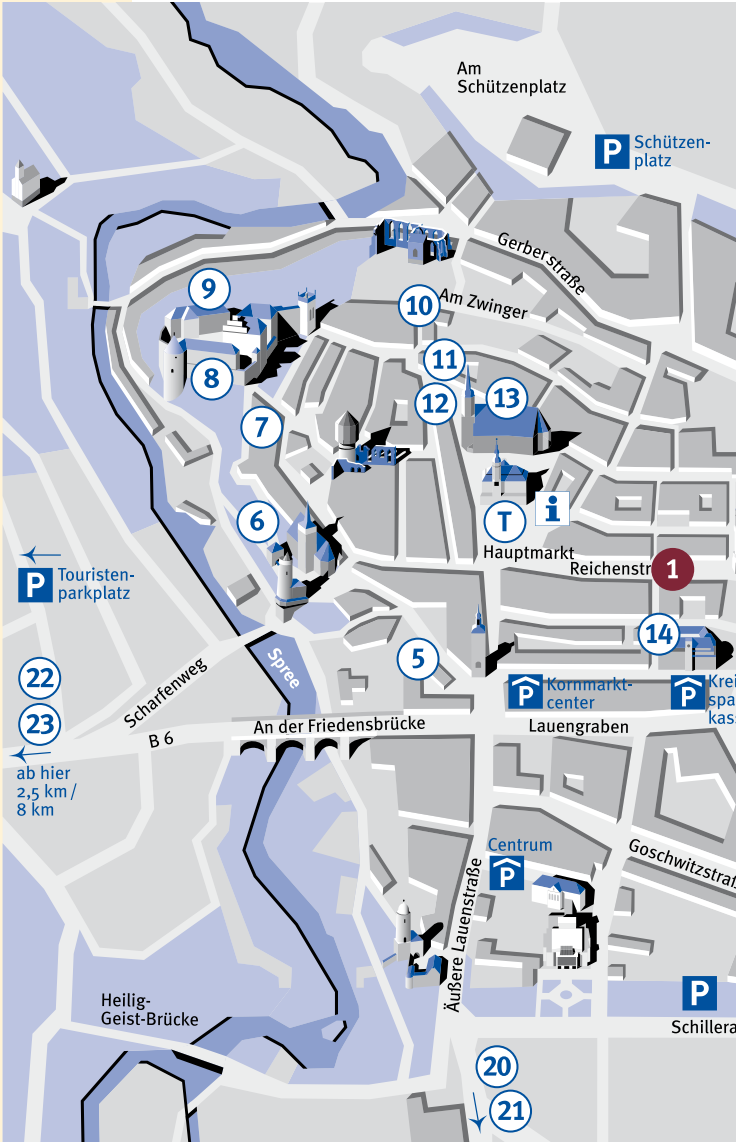 Am
Schützenplatz
P
Schützen-
platz
Gerberstraße
9
10
Am Zwinger
11
8
12
13
7
6
T
i
Hauptmarkt
Reichenstr
1
P
Touristen-
parkplatz
14
5
22
Scharfenweg
Spree
P
Kornmarkt-
center
P
Krei
spa
kass
23
B 6
An der Friedensbrücke
Lauengraben
ab hier
2,5 km /
8 km
Centrum
P
Goschwitzstraß
Äußere Lauenstraße
P
Heilig-
Geist-Brücke
Schillera
20
21